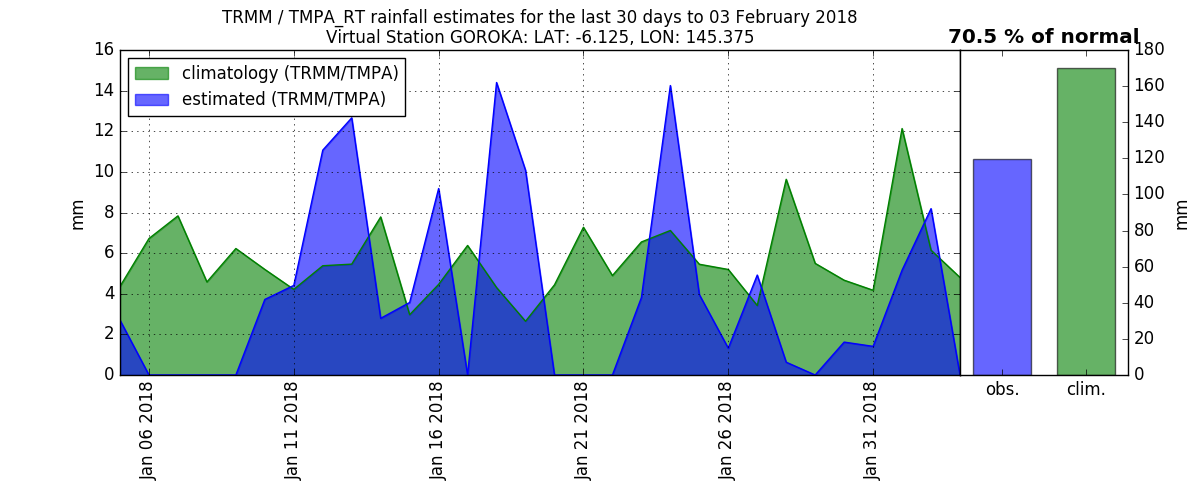 TRMM / TMPA_RT rainfall estimates for the last 30 days to 03 February 2018
Virtual Station GOROKA: LAT: -6.125, LON: 145.375
70.5 % of normal
climatology (TRMM/TMPA)
estimated (TRMM/TMPA)
mm
16
14
12
10
8
6
4
2
0
Jan 06 2018
Jan 11 2018
Jan 16 2018
Jan 21 2018
Jan 26 2018
Jan 31 2018
obs.
clim.
180
160
140
120
100
80
60
40
20
0
mm